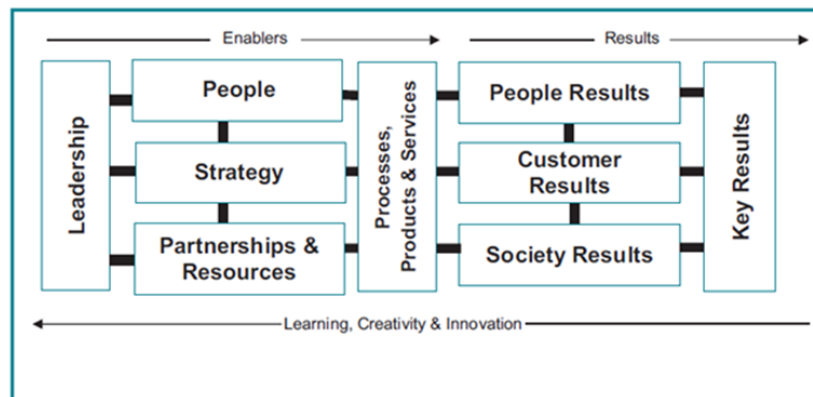 Enablers
Results
Leadership
People
Strategy
Partnerships &
Resources
Processes,
Products & Services
People Results
Customer
Results
Society Results
Key Results
Learning, Creativity & Innovation